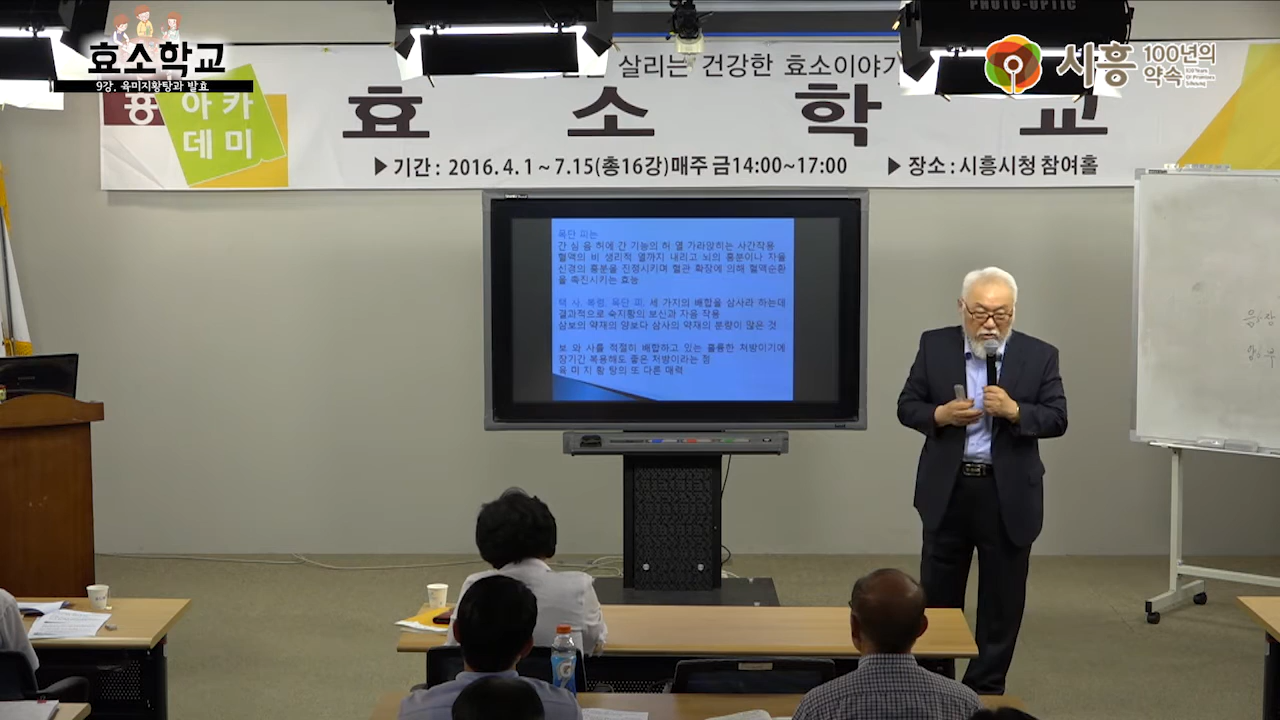 효소학교
9강. 육미지황탕과 발효
PHOTO-OPTIC
시흥 100년의 약속
살리는 건강한 효소이야기
아카데미
효소학교
▶기간 : 2016.4.1 ~ 7.15(총16강)매주 금14:00~17:00 ▶장소 : 시흥시청 참여홀
목단 피는
간 심 음 허에 간 기능의 허 열 가라앉히는 사간작용
혈액의 비 생리적 열까지 내리고 뇌의 흥분이나 자율
신경의 흥분을 진정시키며 혈관 확장에 의해 혈액순환
을 촉진시키는 효능
택 사, 복령, 목단 피, 세 가지의 배합을 삼사라 하는데
결과적으로 숙지황의 보신과 자음 작용
삼보의 약재의 양보다 삼사의 약재의 분량이 많은 것
보 와 사를 적절히 배합하고 있는 훌륭한 처방이기에
장기간 복용해도 좋은 처방이라는 점
육 미 지 황 탕의 또 다른 매력